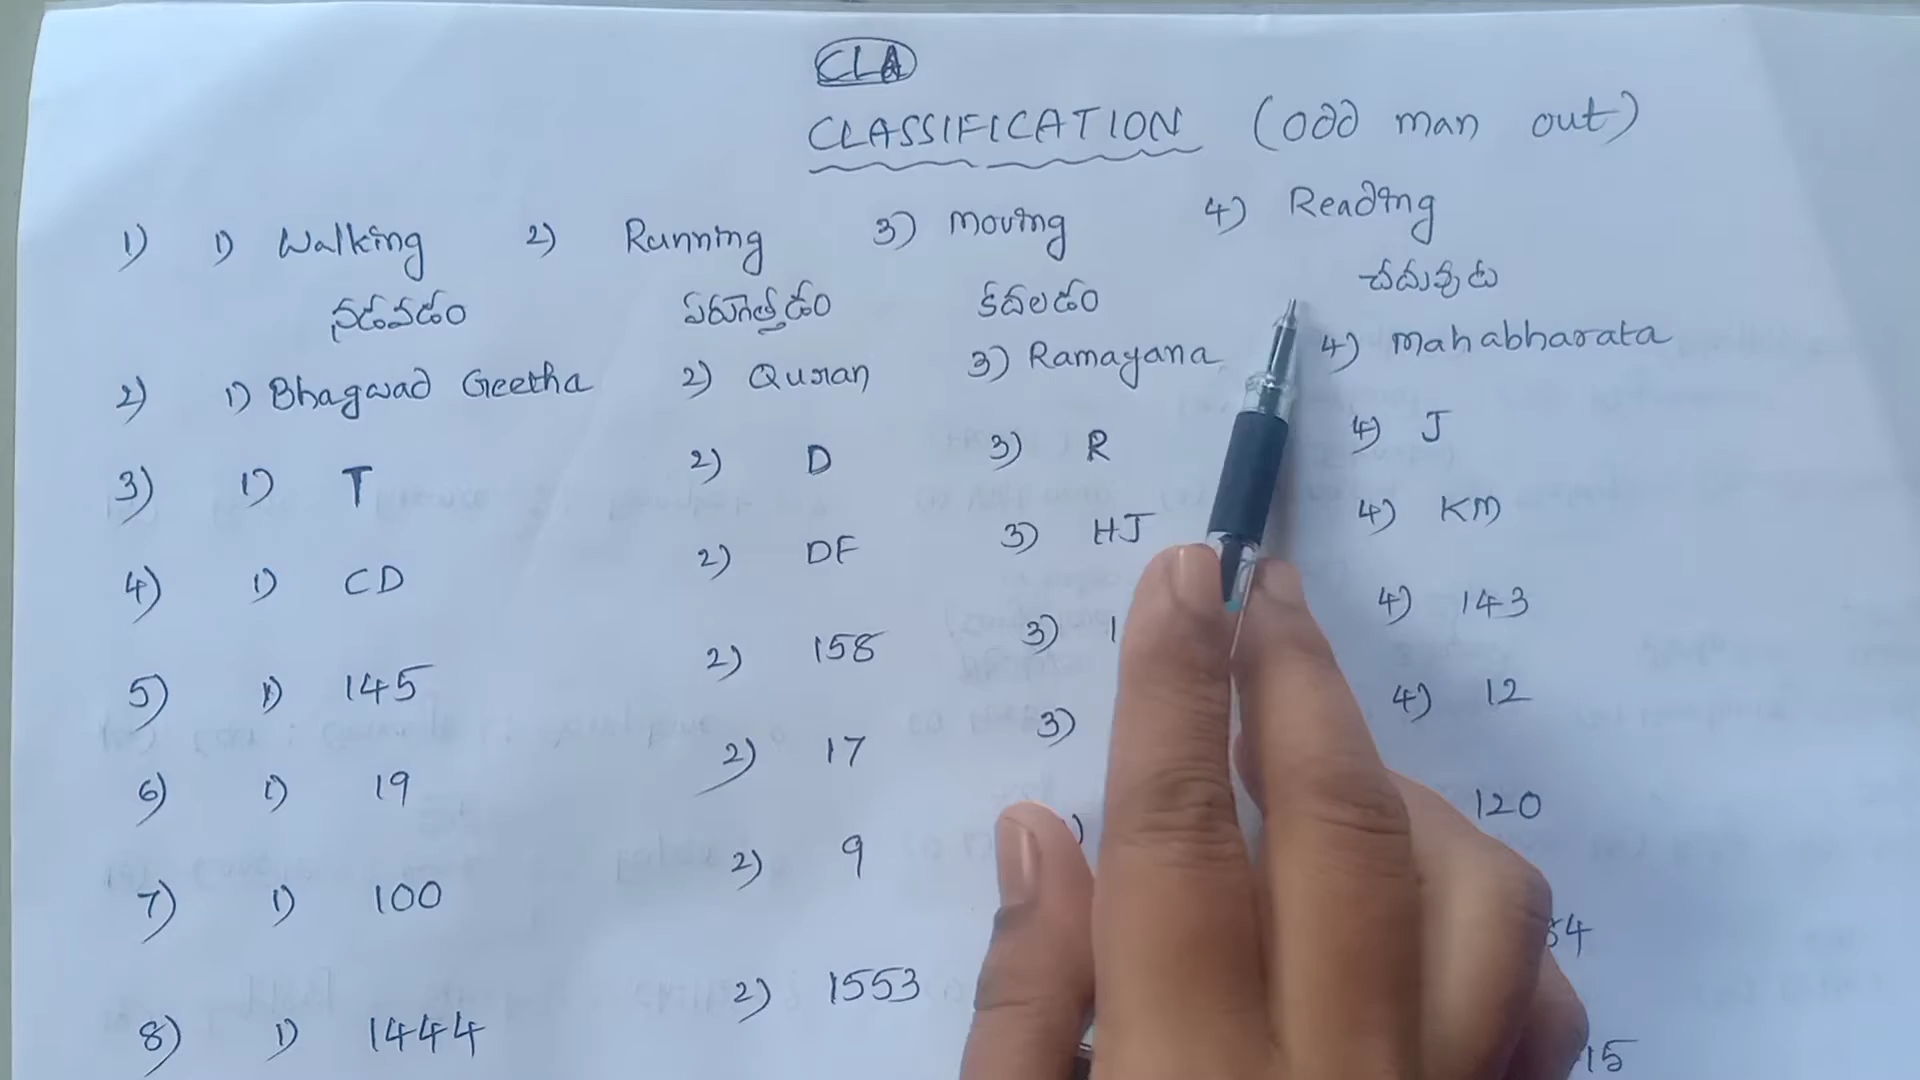 CLA
CLASSIFICATION (Odd man out)
1) 1) Walking 2) Running 3) Moving 4) Reading
నడవడం పరుగెత్తడం కదలడం చదువుట
2) 1) Bhagwad Geetha 2) Quran 3) Ramayana 4) Mahabharata
3) 1) T 2) D 3) R 4) J
4) 1) CD 2) DF 3) HJ 4) KM
5) 1) 145 2) 158 3) 1 4) 143
6) 1) 19 2) 17 3) 4) 12
7) 1) 100 2) 9 120
8) 1) 1444 2) 1553 15